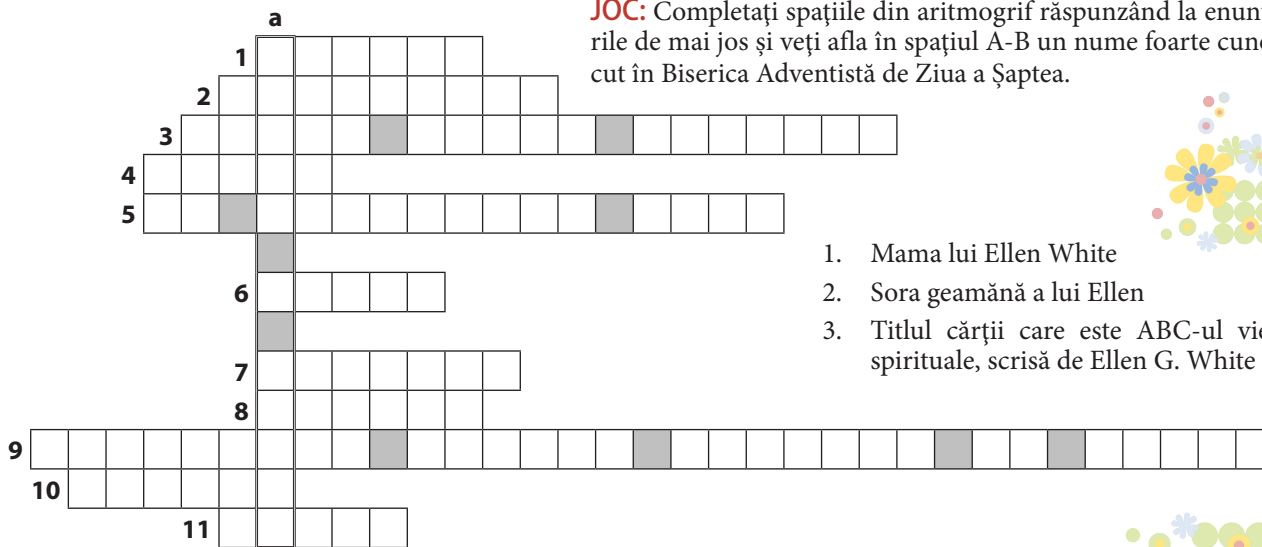 a
JOC: Completați spațiile din aritmogrif răspunzând la enun
rile de mai jos și veți afla în spațiul A-B un nume foarte cun
cut în Biserica Adventistă de Ziua a Șaptea.
1
2
3
4
5
6
7
8
9
10
11
1. Mama lui Ellen White
2. Sora geamănă a lui Ellen
3. Titlul cărții care este ABC-ul vie
spirituale, scrisă de Ellen G. White